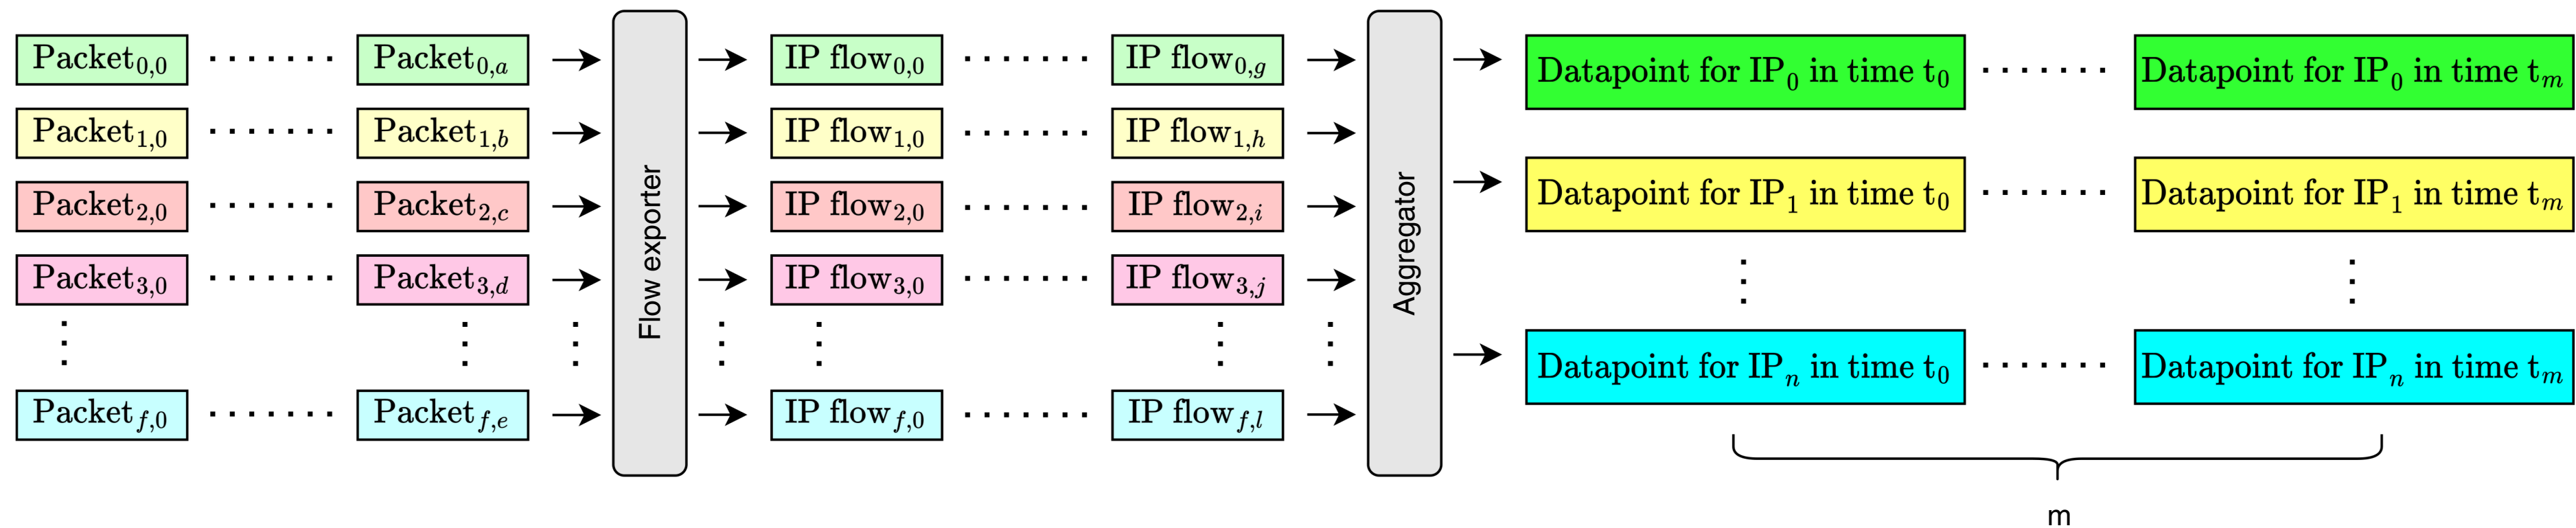 Packet0,0 ....... Packet0,a IP flow0,0 ....... IP flow0,g Datapoint for IP0 in time t0 ....... Datapoint for IP0 in time tm
Packet1,0 ....... Packet1,b IP flow1,0 ....... IP flow1,h Datapoint for IP1 in time t0 ....... Datapoint for IP1 in time tm
Packet2,0 ....... Packet2,c IP flow2,0 ....... IP flow2,i
Packet3,0 ....... Packet3,d IP flow3,0 ....... IP flow3,j
Packetf,0 ....... Packetf,e IP flowf,0 ....... IP flowf,l Datapoint for IPn in time t0 ....... Datapoint for IPn in time tm
Flow exporter
Aggregator
m